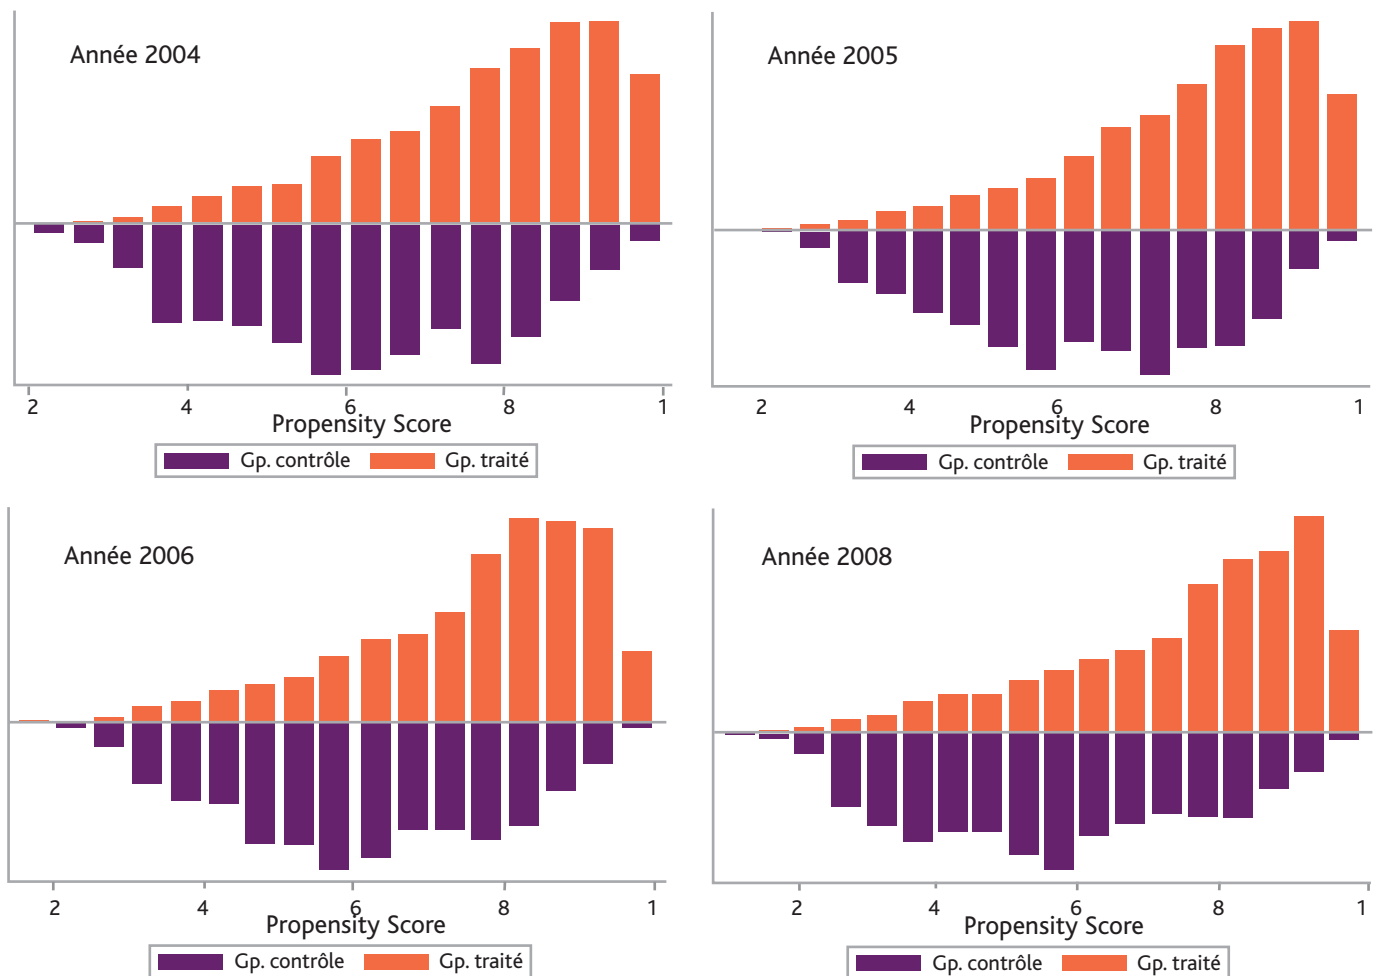 Année 2004
2 4 6 8 1
Propensity Score
Gp. contrôle Gp. traité
Année 2005
2 4 6 8 1
Propensity Score
Gp. contrôle Gp. traité
Année 2006
2 4 6 8 1
Propensity Score
Gp. contrôle Gp. traité
Année 2008
2 4 6 8 1
Propensity Score
Gp. contrôle Gp. traité